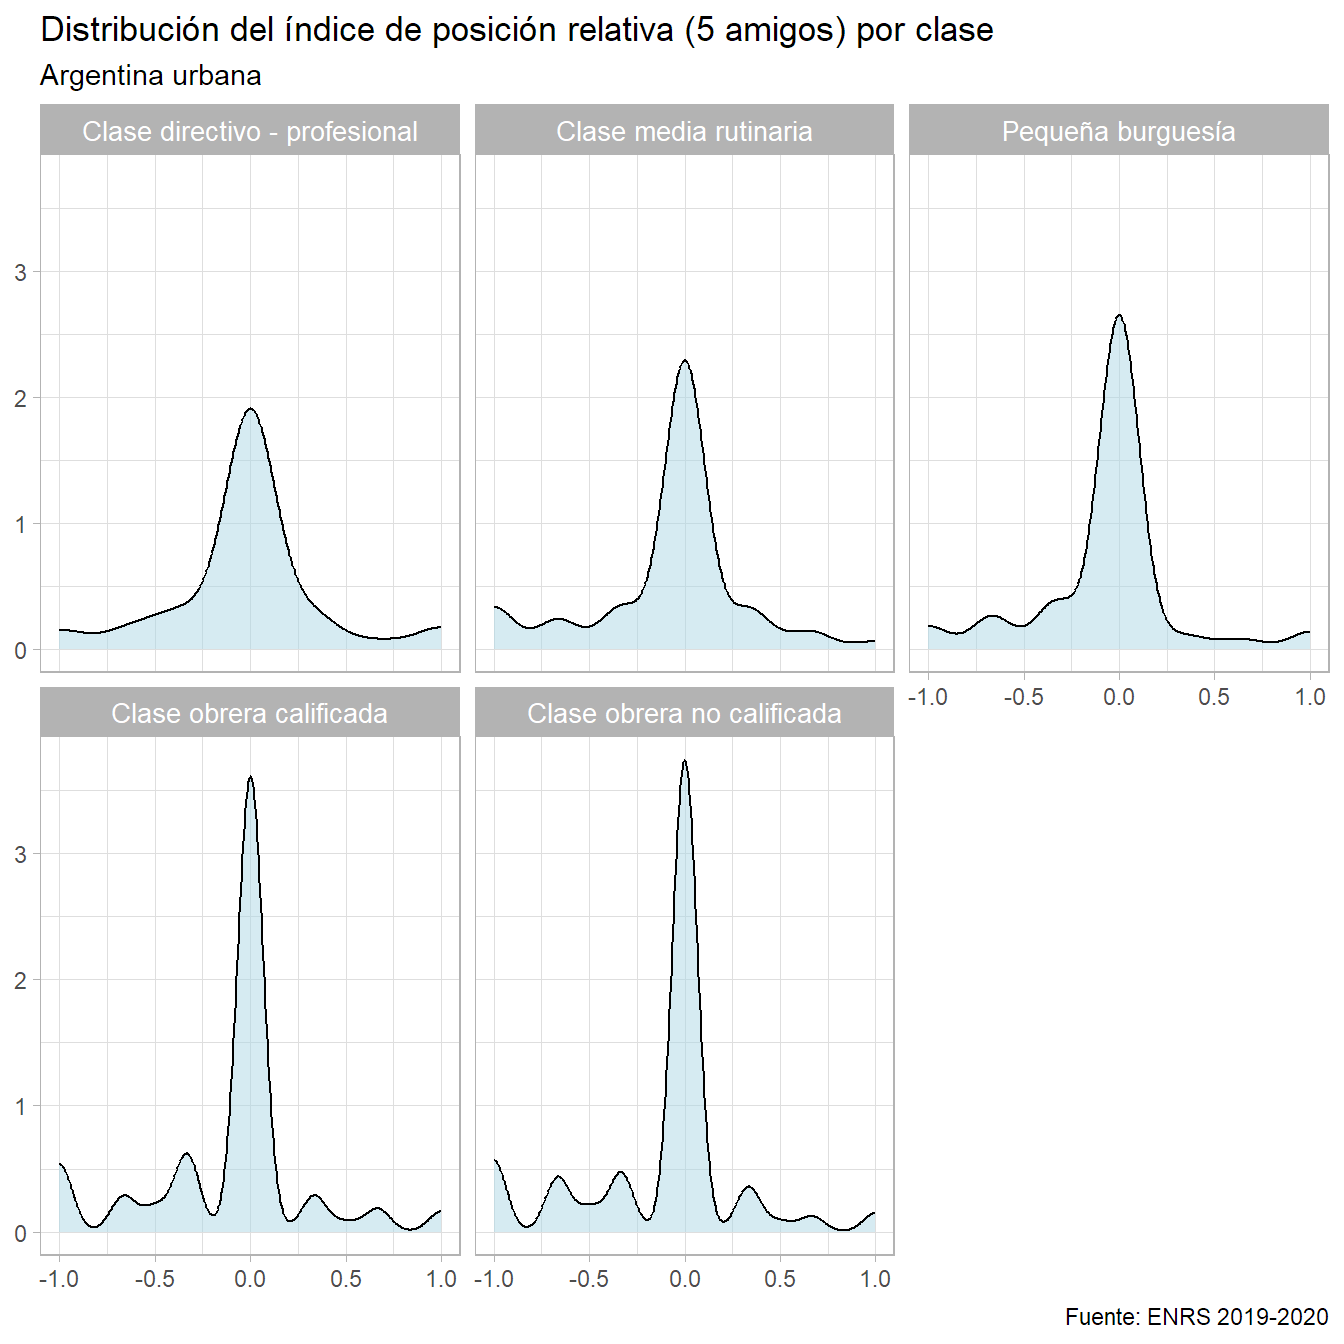 Distribución del índice de posición relativa (5 amigos) por clase
Argentina urbana
Clase directivo - profesional
Clase media rutinaria
Pequeña burguesía
3
2
1
0
-1.0 -0.5 0.0 0.5 1.0
Clase obrera calificada
Clase obrera no calificada
3
2
1
0
-1.0 -0.5 0.0 0.5 1.0
-1.0 -0.5 0.0 0.5 1.0
Fuente: ENRS 2019-2020